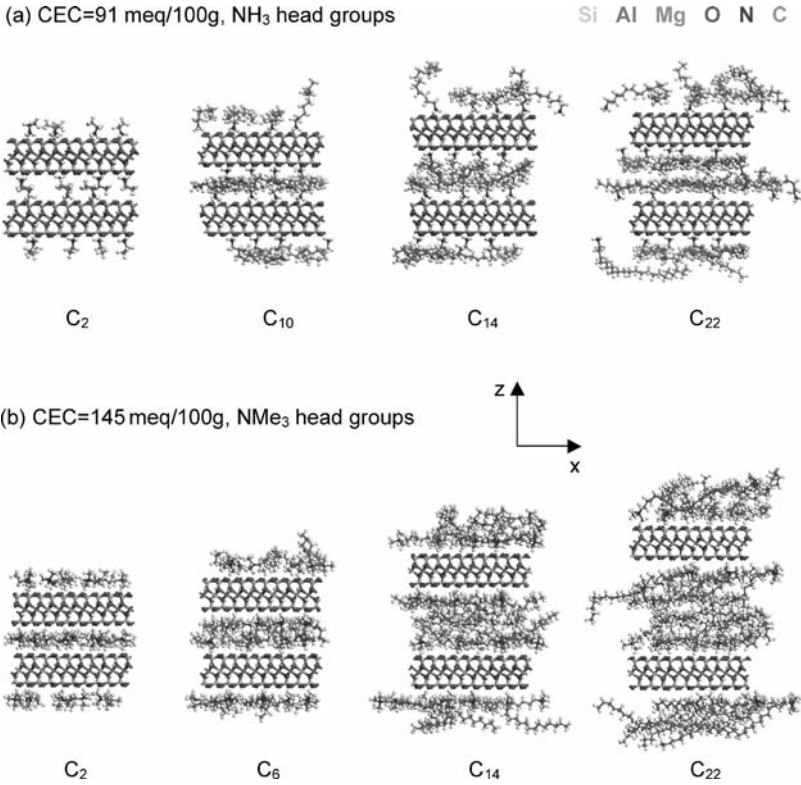 (a) CEC=91 meq/100g, NH₃ head groups Si Al Mg O N C
C₂ C₁₀ C₁₄ C₂₂
z
(b) CEC=145 meq/100g, NMe₃ head groups
x
C₂ C₆ C₁₄ C₂₂